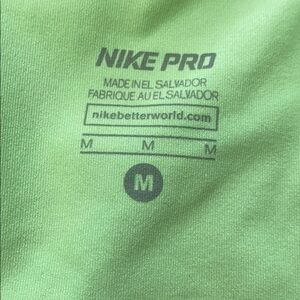 NIKE PRO
MADE IN EL SALVADOR
FABRIQUE AU EL SALVADOR
nikebetterworld.com
M M M
M